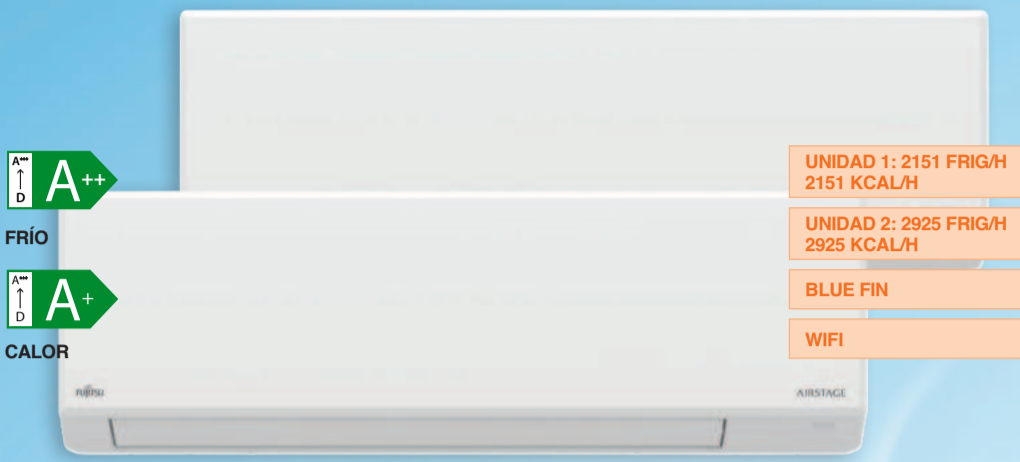 A+++
D
A++
FRÍO
A+++
D
A+
CALOR
UNIDAD 1: 2151 FRIG/H
2151 KCAL/H
UNIDAD 2: 2925 FRIG/H
2925 KCAL/H
BLUE FIN
WIFI
FUJITSU
AIRSTAGE